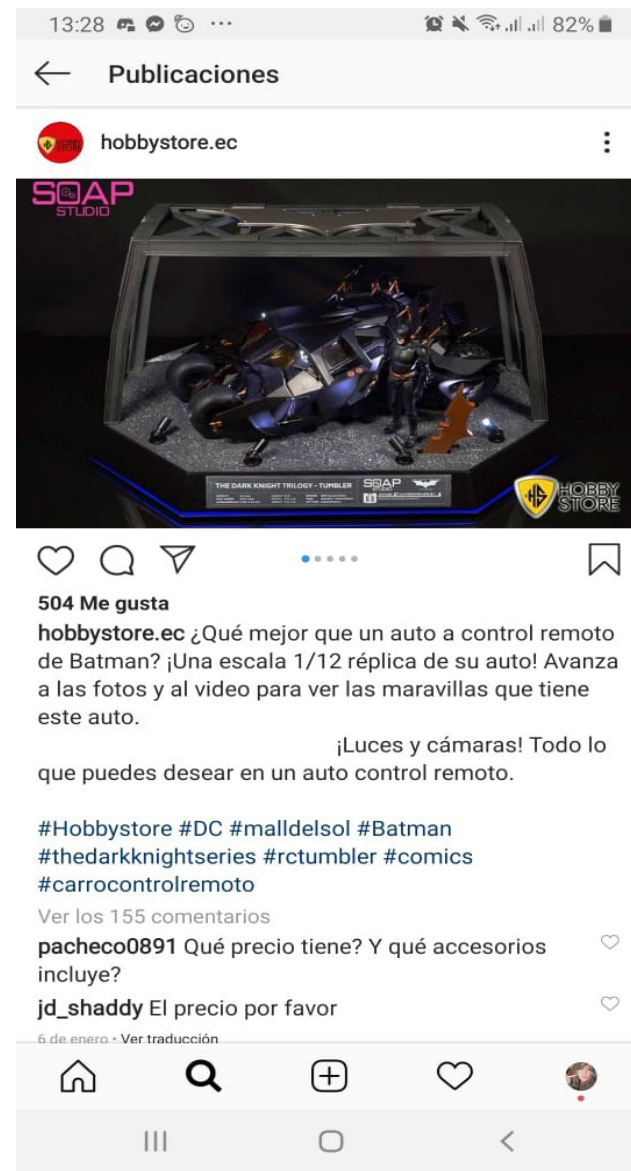 13:28
82%
Publicaciones
hobbystore.ec
SOAP
STUDIO
THE DARK KNIGHT TRILOGY - TUMBLER
SOAP
STUDIO
HS
HOBBY
STORE
504 Me gusta
hobbystore.ec ¿Qué mejor que un auto a control remoto
de Batman? ¡Una escala 1/12 réplica de su auto! Avanza
a las fotos y al video para ver las maravillas que tiene
este auto.
¡Luces y cámaras! Todo lo
que puedes desear en un auto control remoto.
#Hobbystore #DC #malldelsol #Batman
#thedarkknightseries #rctumbler #comics
#carrocontrolremoto
Ver los 155 comentarios
pacheco0891 Qué precio tiene? Y qué accesorios
incluye?
jd_shaddy El precio por favor
6 de enero · Ver traducción